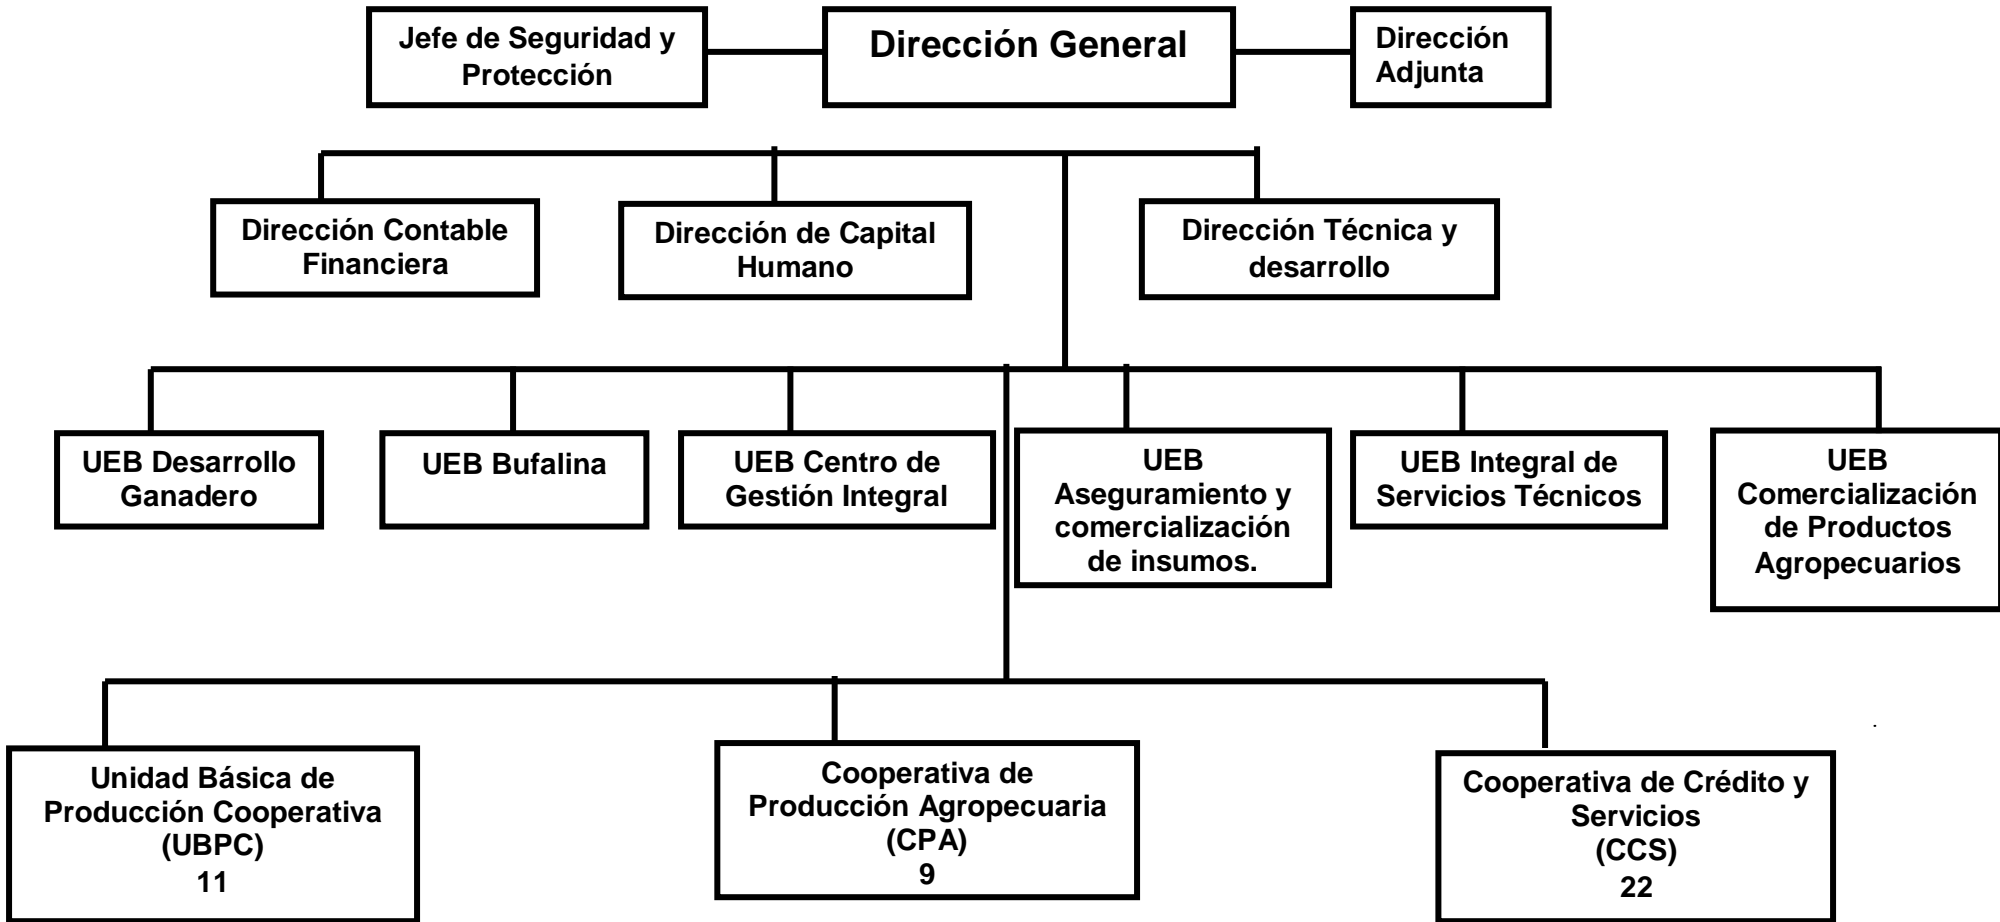 Jefe de Seguridad y
Protección
Dirección General
Dirección
Adjunta
Dirección Contable
Financiera
Dirección de Capital
Humano
Dirección Técnica y
desarrollo
UEB Desarrollo
Ganadero
UEB Bufalina
UEB Centro de
Gestión Integral
UEB
Aseguramiento y
comercialización
de insumos.
UEB Integral de
Servicios Técnicos
UEB
Comercialización
de Productos
Agropecuarios
Unidad Básica de
Producción Cooperativa
(UBPC)
11
Cooperativa de
Producción Agropecuaria
(CPA)
9
Cooperativa de Crédito y
Servicios
(CCS)
22